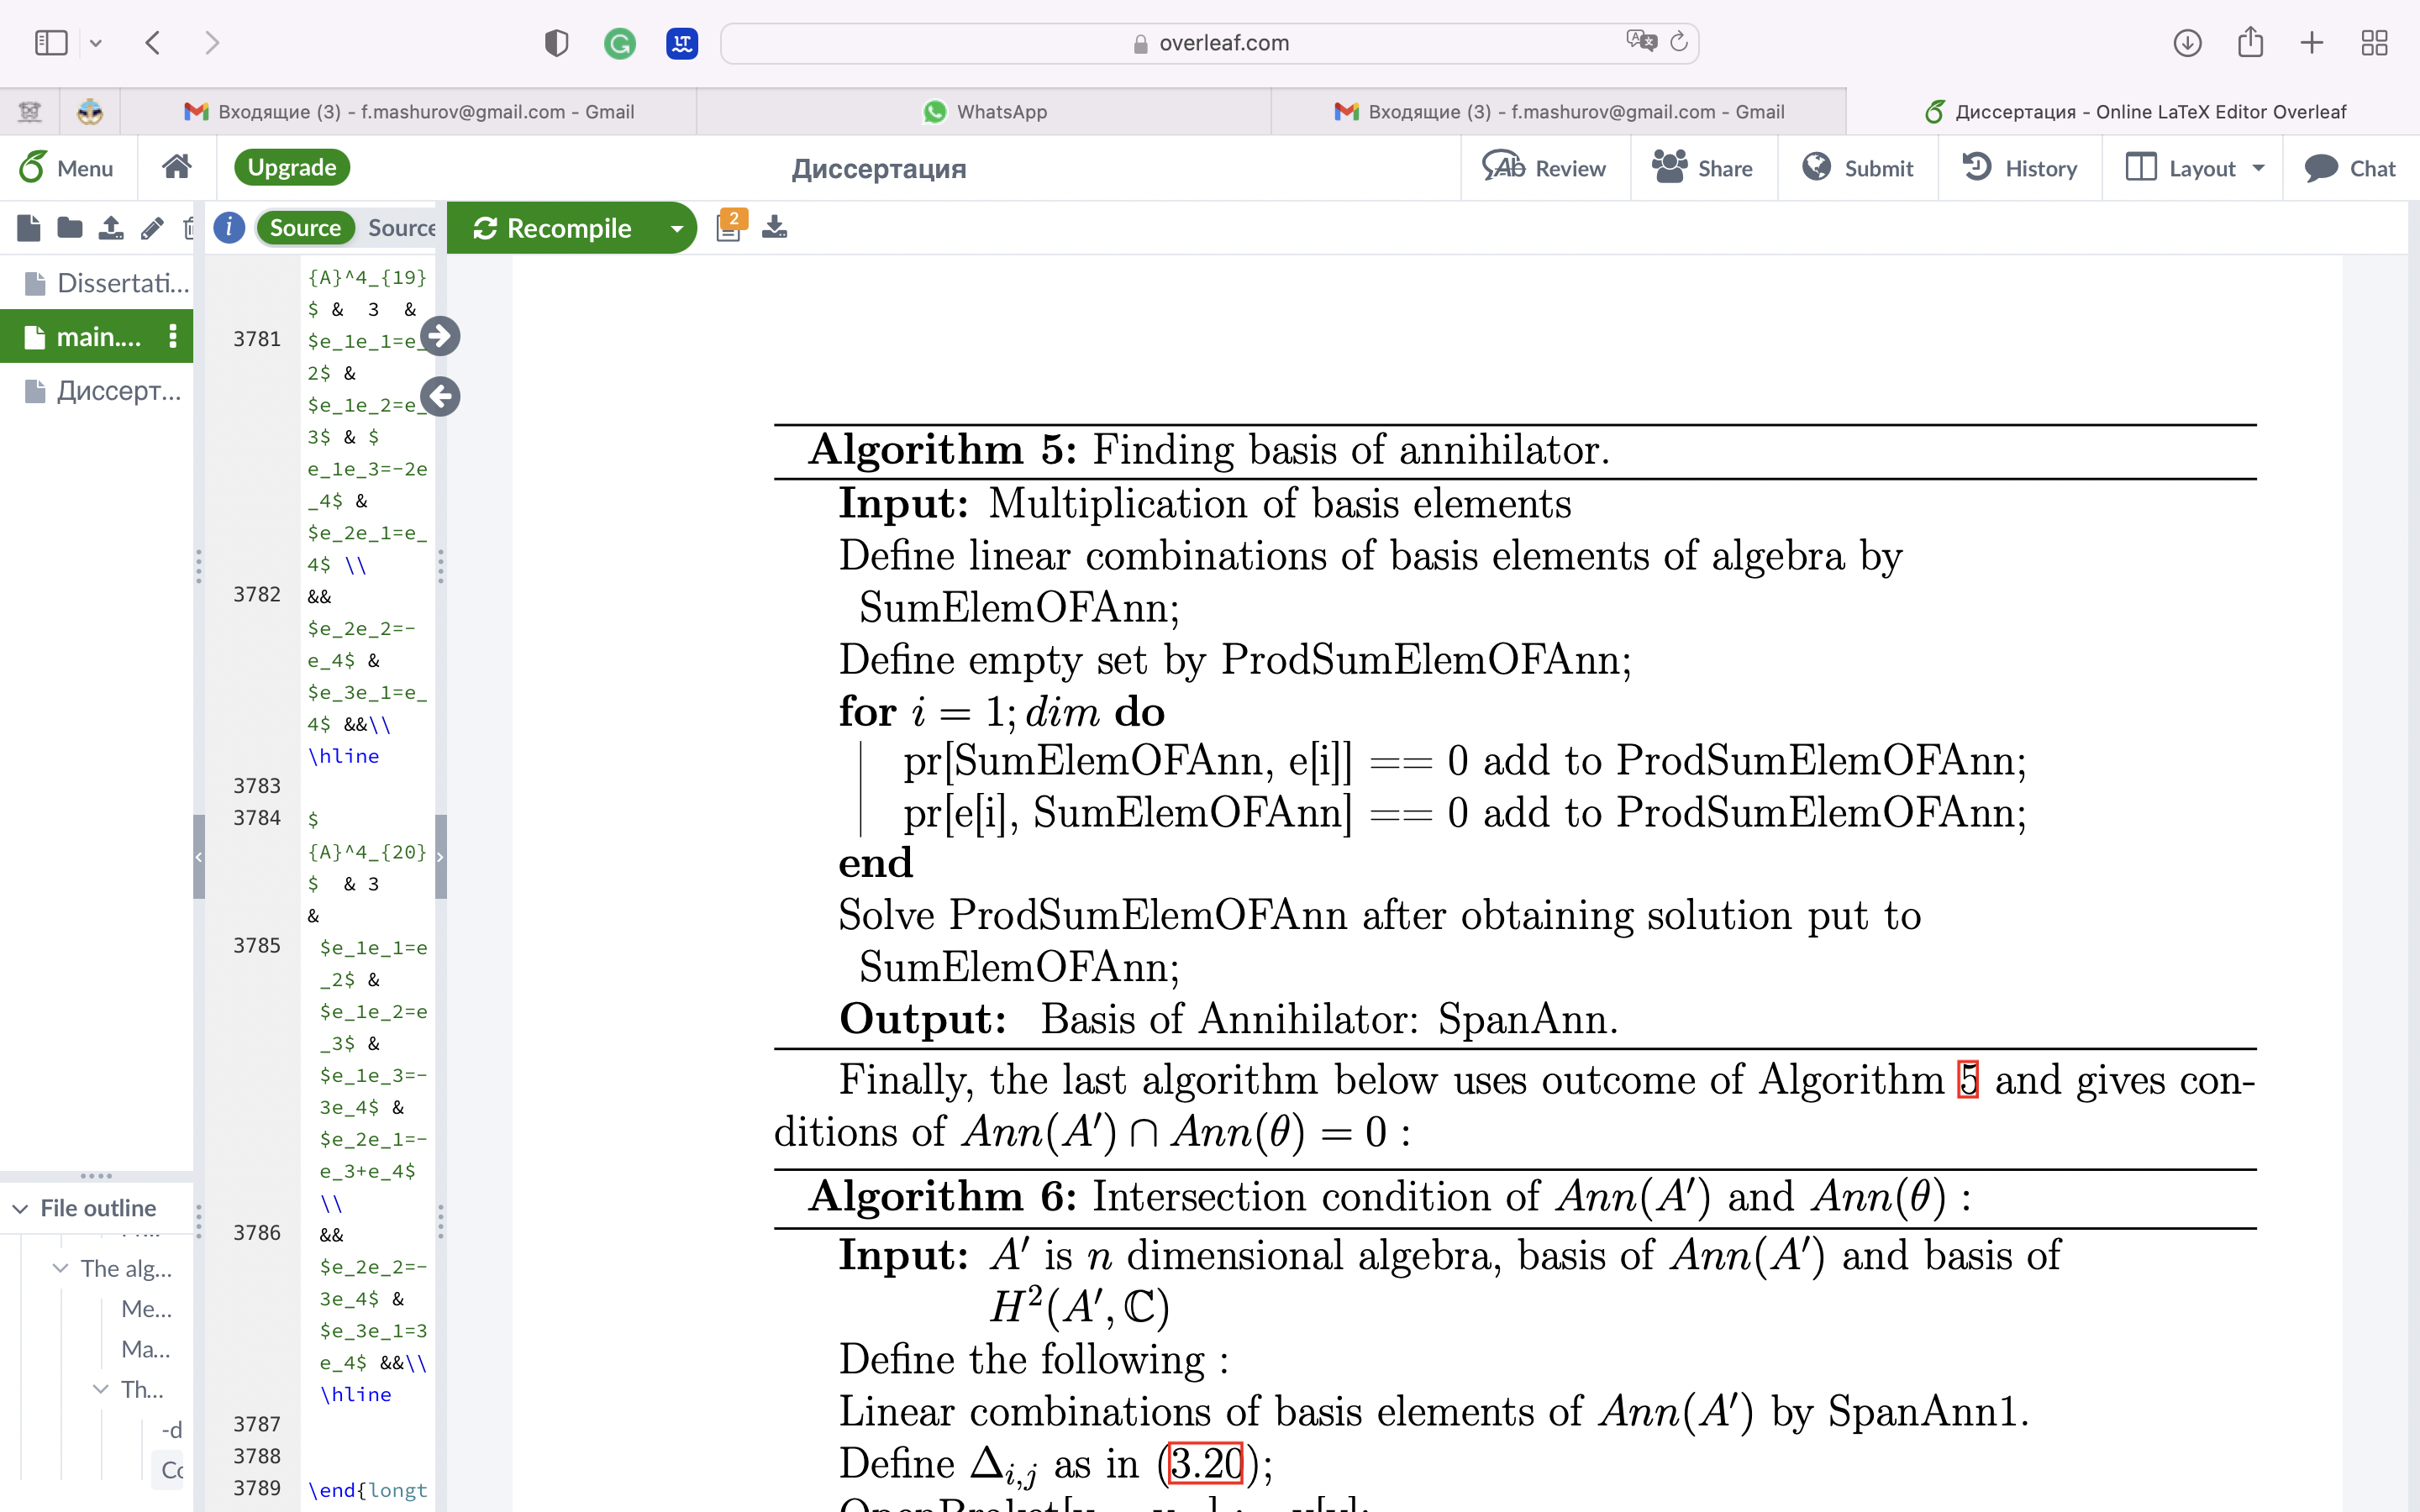 overleaf.com
Входящие (3) - f.mashurov@gmail.com - Gmail
WhatsApp
Входящие (3) - f.mashurov@gmail.com - Gmail
Диссертация - Online LaTeX Editor Overleaf
Menu
Upgrade
Диссертация
Review
Share
Submit
History
Layout
Chat
Source
Source
Recompile
2
Dissertati...
main....
Диссерт...
File outline
The alg...
Me...
Ma...
Th...
-d
Co
{A}^4_{19}
$ & 3 &
3781 $e_1e_1=e_
2$ &
$e_1e_2=e_
3$ & $
e_1e_3=-2e
_4$ &
$e_2e_1=e_
4$ \\
3782 &&
$e_2e_2=-
e_4$ &
$e_3e_1=e_
4$ &&\\
\hline
3783
3784 $
{A}^4_{20}
$ & 3
&
3785 $e_1e_1=e
_2$ &
$e_1e_2=e
_3$ &
$e_1e_3=-
3e_4$ &
$e_2e_1=-
e_3+e_4$
\\
3786 &&
$e_2e_2=-
3e_4$ &
$e_3e_1=3
e_4$ &&\\
\hline
3787
3788
3789 \end{longt
Algorithm 5: Finding basis of annihilator.
Input: Multiplication of basis elements
Define linear combinations of basis elements of algebra by
SumElemOFAnn;
Define empty set by ProdSumElemOFAnn;
for i = 1; dim do
pr[SumElemOFAnn, e[i]] == 0 add to ProdSumElemOFAnn;
pr[e[i], SumElemOFAnn] == 0 add to ProdSumElemOFAnn;
end
Solve ProdSumElemOFAnn after obtaining solution put to
SumElemOFAnn;
Output: Basis of Annihilator: SpanAnn.
Finally, the last algorithm below uses outcome of Algorithm 5 and gives con-
ditions of Ann(A′) ∩ Ann(θ) = 0 :
Algorithm 6: Intersection condition of Ann(A′) and Ann(θ) :
Input: A′ is n dimensional algebra, basis of Ann(A′) and basis of
H²(A′, ℂ)
Define the following :
Linear combinations of basis elements of Ann(A′) by SpanAnn1.
Define Δᵢ,ⱼ as in (3.20);